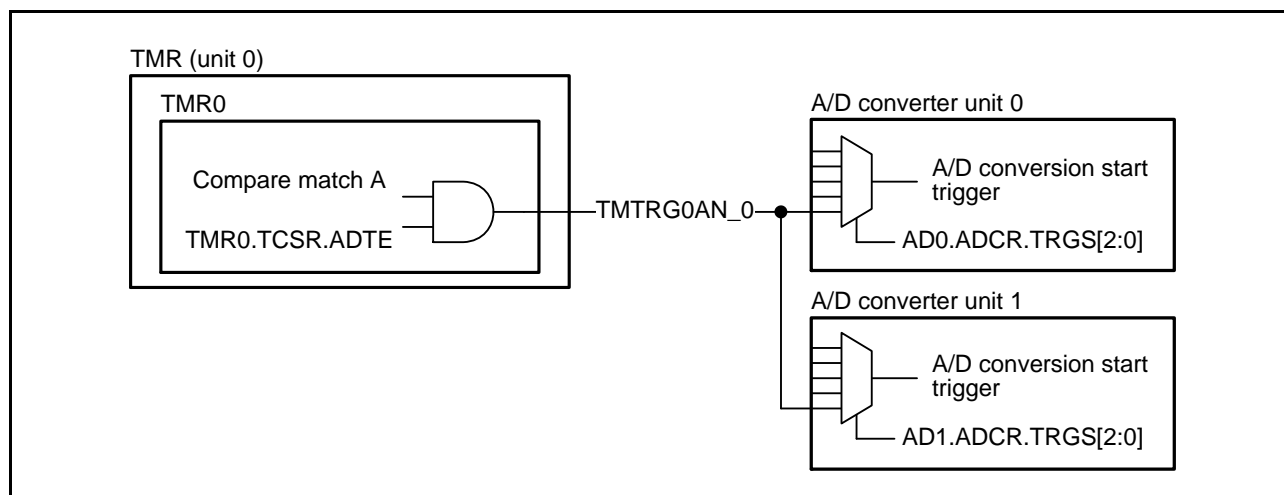 TMR (unit 0)
TMR0
Compare match A
TMR0.TCSR.ADTE
TMTRG0AN_0
A/D converter unit 0
A/D conversion start
trigger
AD0.ADCR.TRGS[2:0]
A/D converter unit 1
A/D conversion start
trigger
AD1.ADCR.TRGS[2:0]